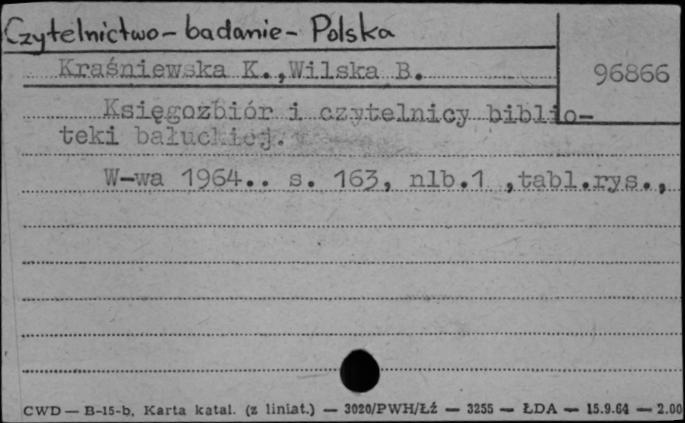 Czytelnictwo - badanie - Polska
Kraśniewska K.,Wilska B.
96866
Księgozbiór i czytelnicy biblio-
teki bałuckiej.
W-wa 1964.. s. 163, nlb.1 ,tabl.rys.,
CWD — B-15-b, Karta katal. (z liniat.) — 3020/PWH/Łź — 3255 — ŁDA — 15.9.64 — 2.00